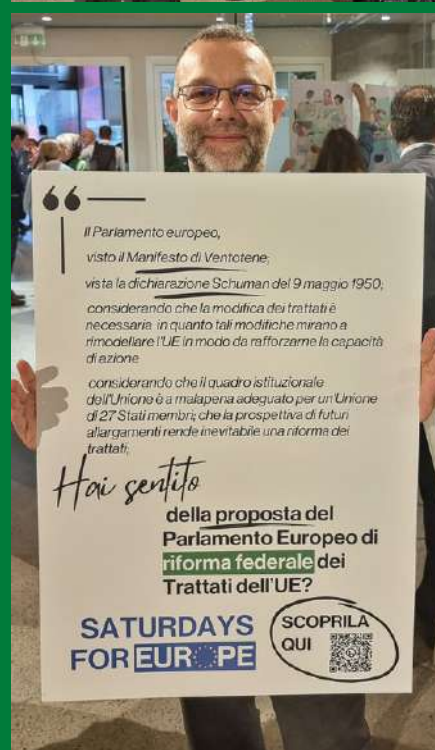 Il Parlamento europeo,
visto il Manifesto di Ventotene;
vista la dichiarazione Schuman del 9 maggio 1950;
considerando che la modifica dei trattati è
necessaria in quanto tali modifiche mirano a
rimodellare l'UE in modo da rafforzarne la capacità
di azione
considerando che il quadro istituzionale
dell'Unione è a malapena adeguato per un'Unione
di 27 Stati membri; che la prospettiva di futuri
allargamenti rende inevitabile una riforma dei
trattati;
Hai sentito
della proposta del
Parlamento Europeo di
riforma federale dei
Trattati dell'UE?
SATURDAYS
FOR EUROPE
SCOPRILA
QUI